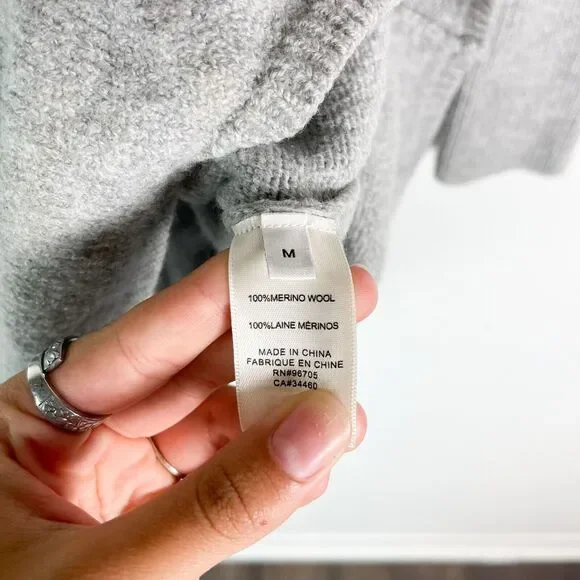 M
100%MERINO WOOL
100%LAINE MÉRINOS
MADE IN CHINA
FABRIQUE EN CHINE
RN#96705
CA#34460